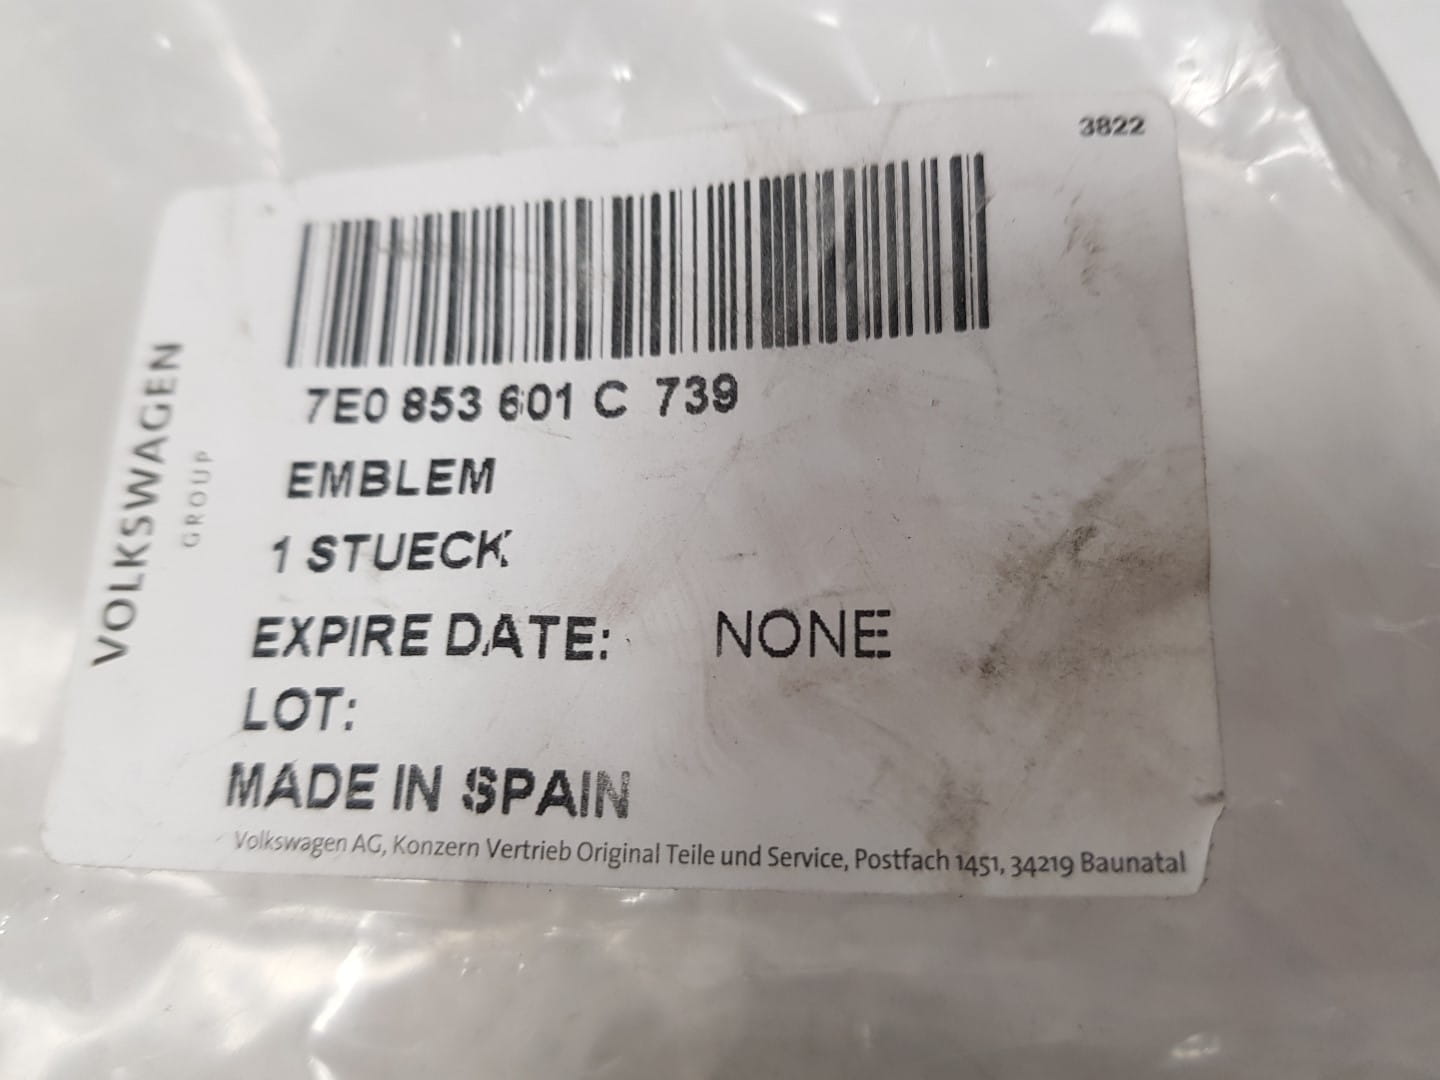 3822
7E0 853 601 C 739
EMBLEM
1 STUECK
EXPIRE DATE: NONE
LOT:
MADE IN SPAIN
Volkswagen AG, Konzern Vertrieb Original Teile und Service, Postfach 1451, 34219 Baunatal
VOLKSWAGEN
GROUP